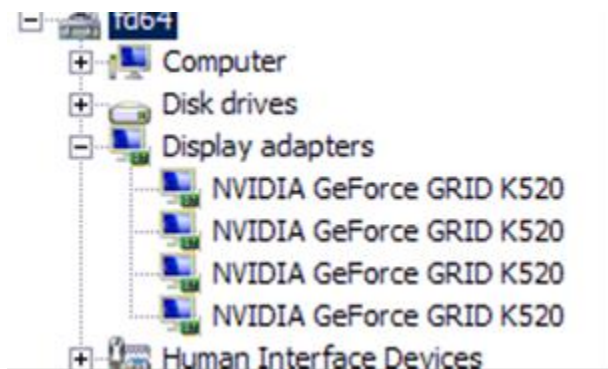 fd64
Computer
Disk drives
Display adapters
NVIDIA GeForce GRID K520
NVIDIA GeForce GRID K520
NVIDIA GeForce GRID K520
NVIDIA GeForce GRID K520
Human Interface Devices